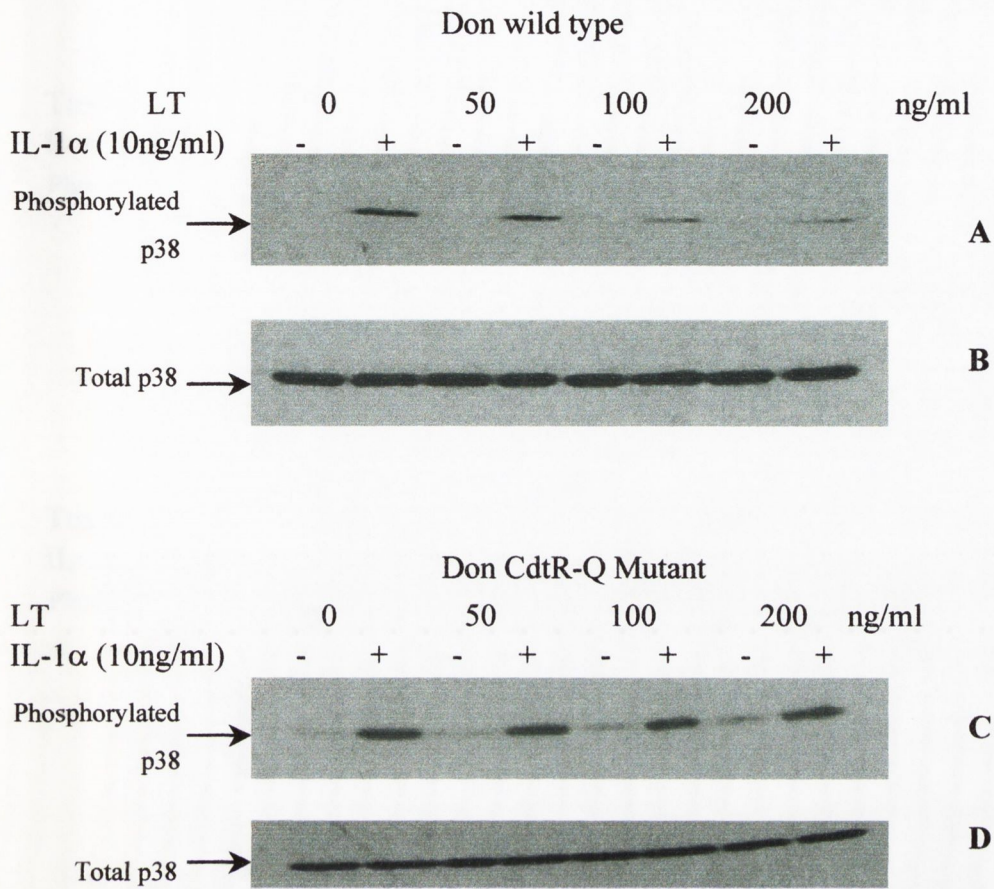 Don wild type
LT 0 50 100 200 ng/ml
IL-1α (10ng/ml) - + - + - + - +
Phosphorylated
p38
A
Total p38
B
Don CdtR-Q Mutant
LT 0 50 100 200 ng/ml
IL-1α (10ng/ml) - + - + - + - +
Phosphorylated
p38
C
Total p38
D